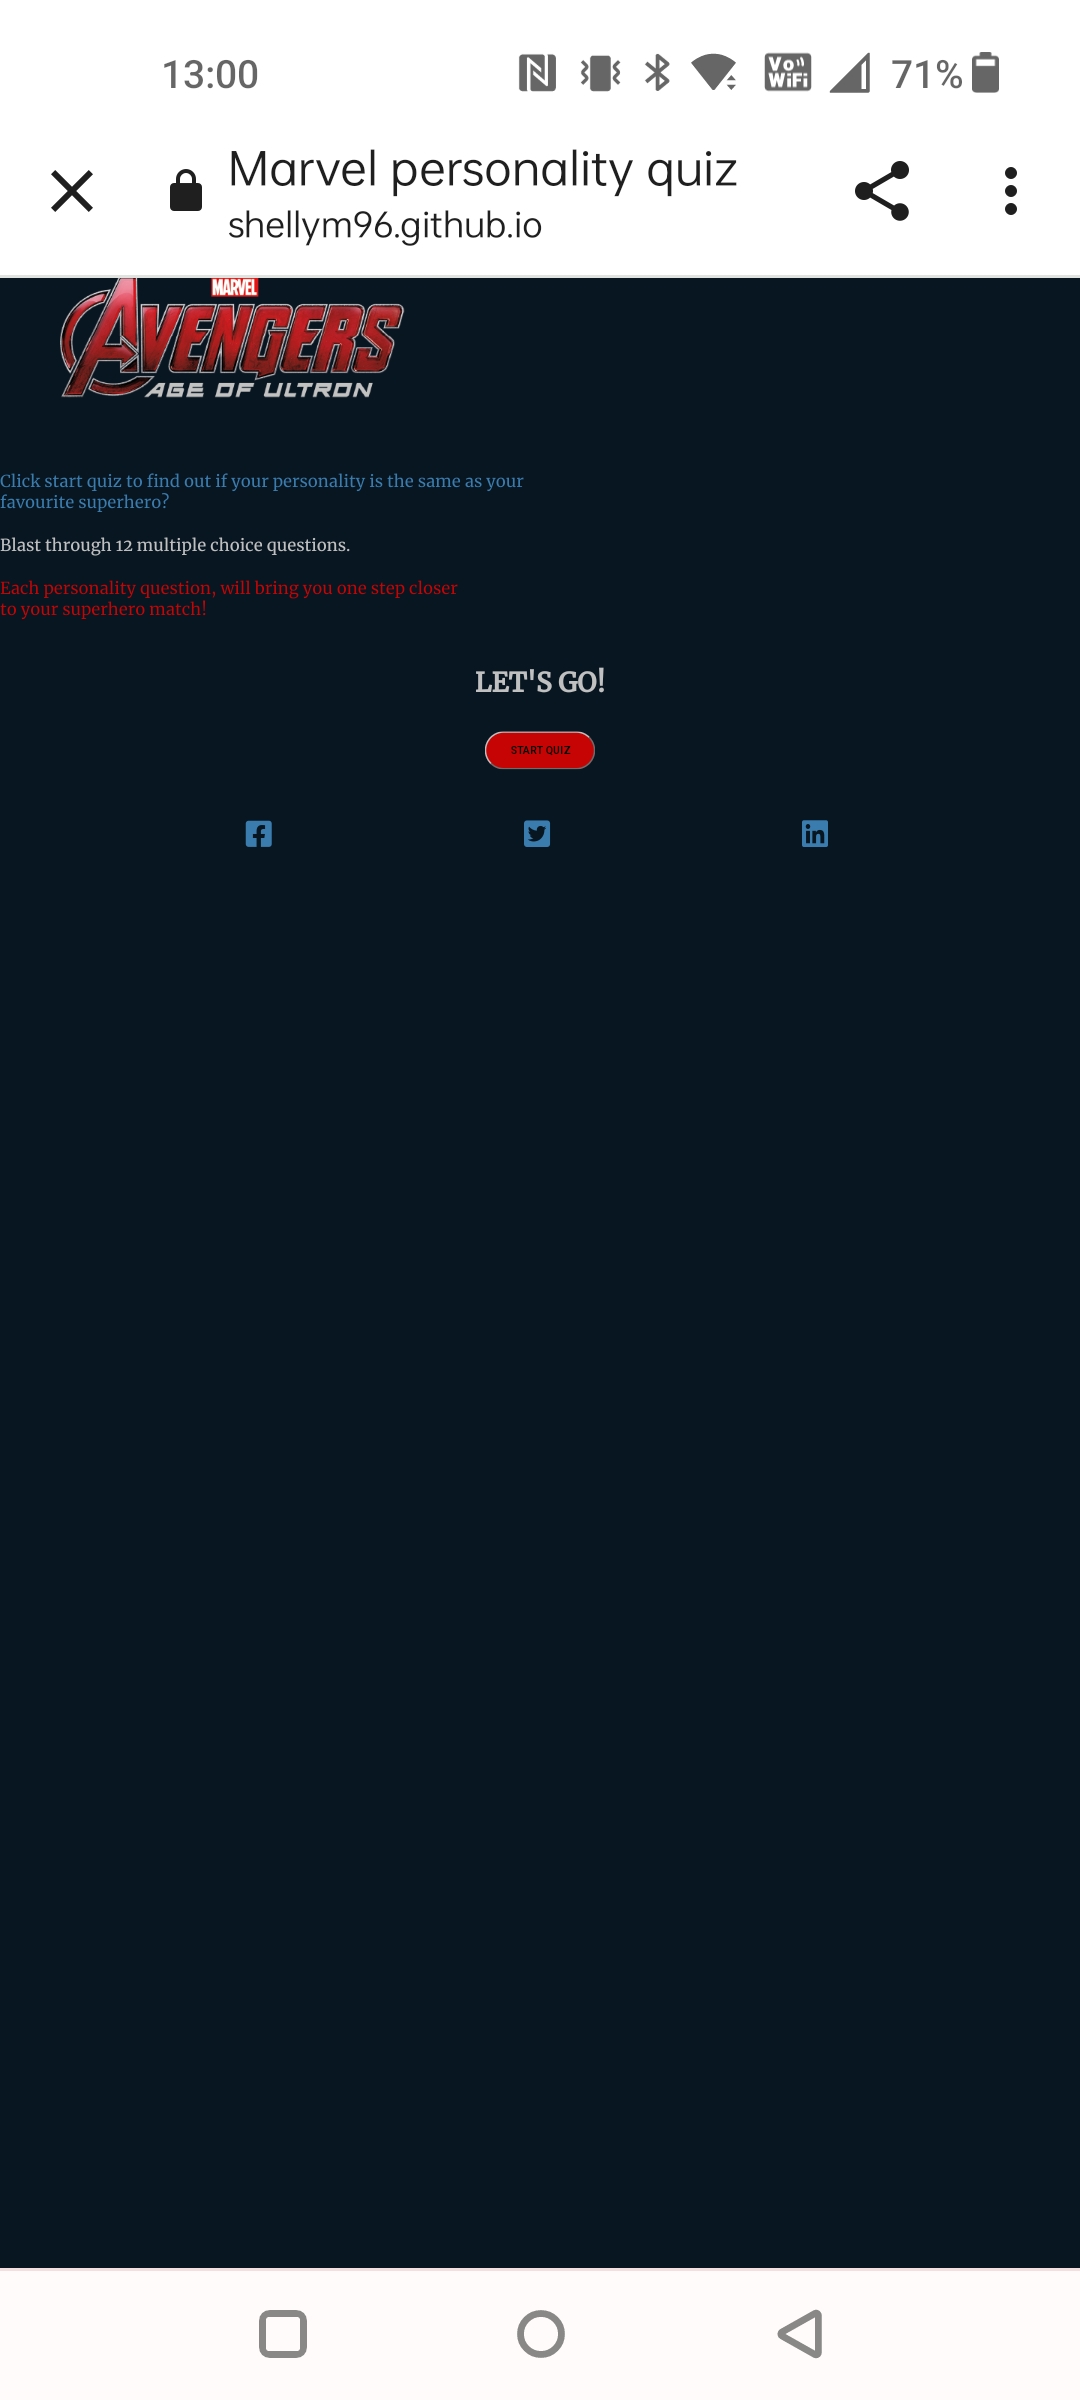 13:00
Vo WiFi
71%
Marvel personality quiz
shellym96.github.io
MARVEL
AVENGERS
AGE OF ULTRON
Click start quiz to find out if your personality is the same as your
favourite superhero?
Blast through 12 multiple choice questions.
Each personality question, will bring you one step closer
to your superhero match!
LET'S GO!
START QUIZ